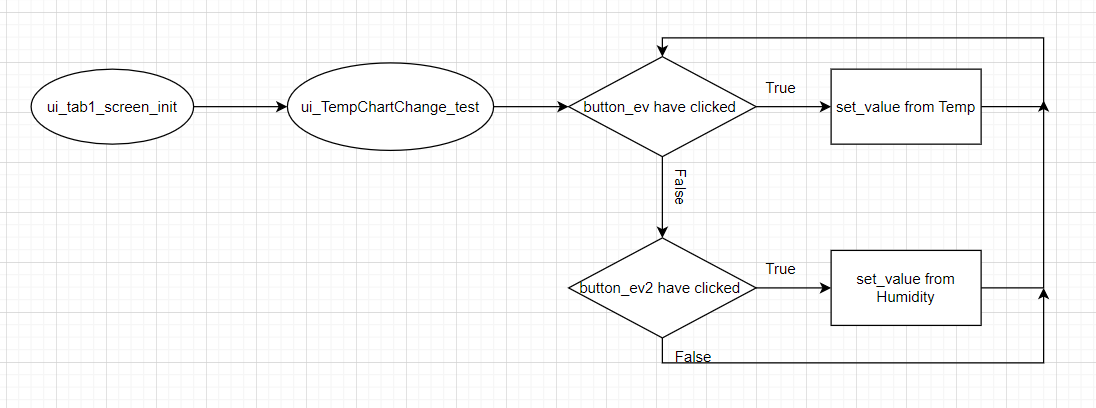 ui_tab1_screen_init
ui_TempChartChange_test
button_ev have clicked
True
set_value from Temp
False
button_ev2 have clicked
True
set_value from
Humidity
False